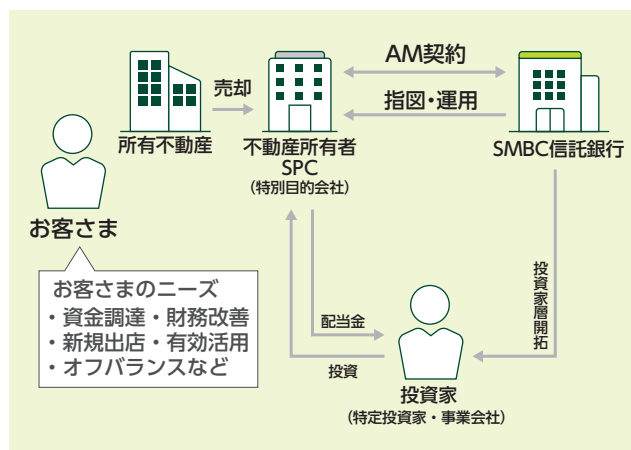 AM契約
売却
指図・運用
所有不動産
不動産所有者
SPC
(特別目的会社)
SMBC信託銀行
お客さま
お客さまのニーズ
・資金調達・財務改善
・新規出店・有効活用
・オフバランスなど
配当金
投資
投資家層開拓
投資家
(特定投資家・事業会社)